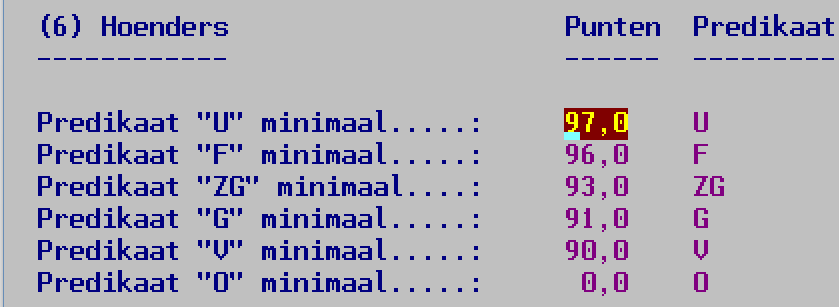 (6) Hoenders Punten Predikaat
------------ ------ ---------
Predikaat "U" minimaal.....: 97,0 U
Predikaat "F" minimaal.....: 96,0 F
Predikaat "ZG" minimaal....: 93,0 ZG
Predikaat "G" minimaal.....: 91,0 G
Predikaat "V" minimaal.....: 90,0 V
Predikaat "O" minimaal.....: 0,0 O